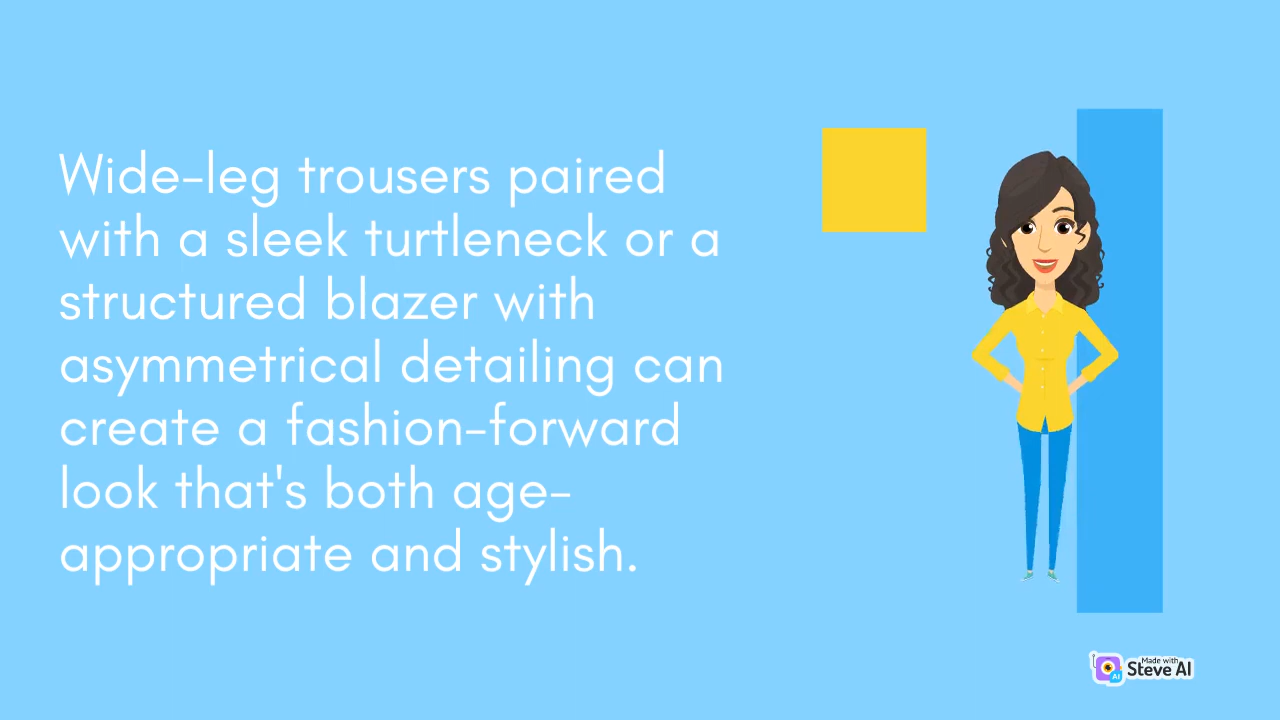 Wide-leg trousers paired
with a sleek turtleneck or a
structured blazer with
asymmetrical detailing can
create a fashion-forward
look that's both age-
appropriate and stylish.
Made with
Steve AI
AI